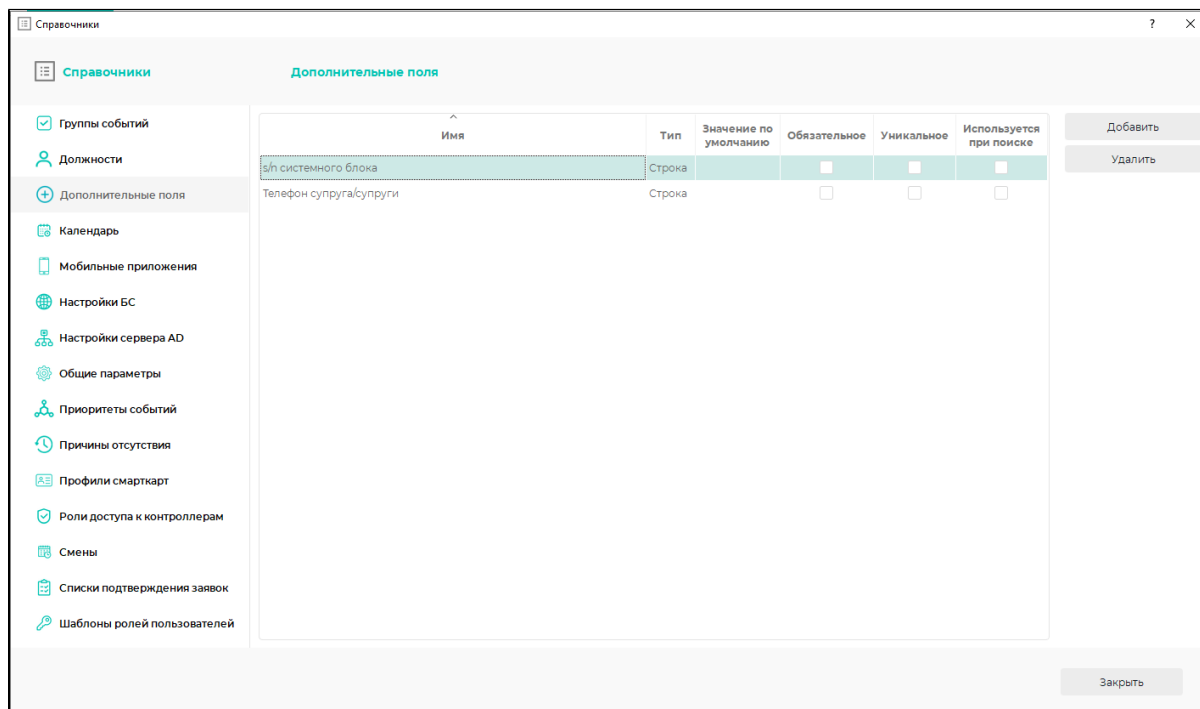 Справочники
?
Справочники
Дополнительные поля
Группы событий
Должности
Дополнительные поля
Календарь
Мобильные приложения
Настройки БС
Настройки сервера AD
Общие параметры
Приоритеты событий
Причины отсутствия
Профили смарткарт
Роли доступа к контроллерам
Смены
Списки подтверждения заявок
Шаблоны ролей пользователей
Имя Тип Значение по умолчанию Обязательное Уникальное Используется при поиске
s/n системного блока Строка
Телефон супруга/супруги Строка
Добавить
Удалить
Закрыть